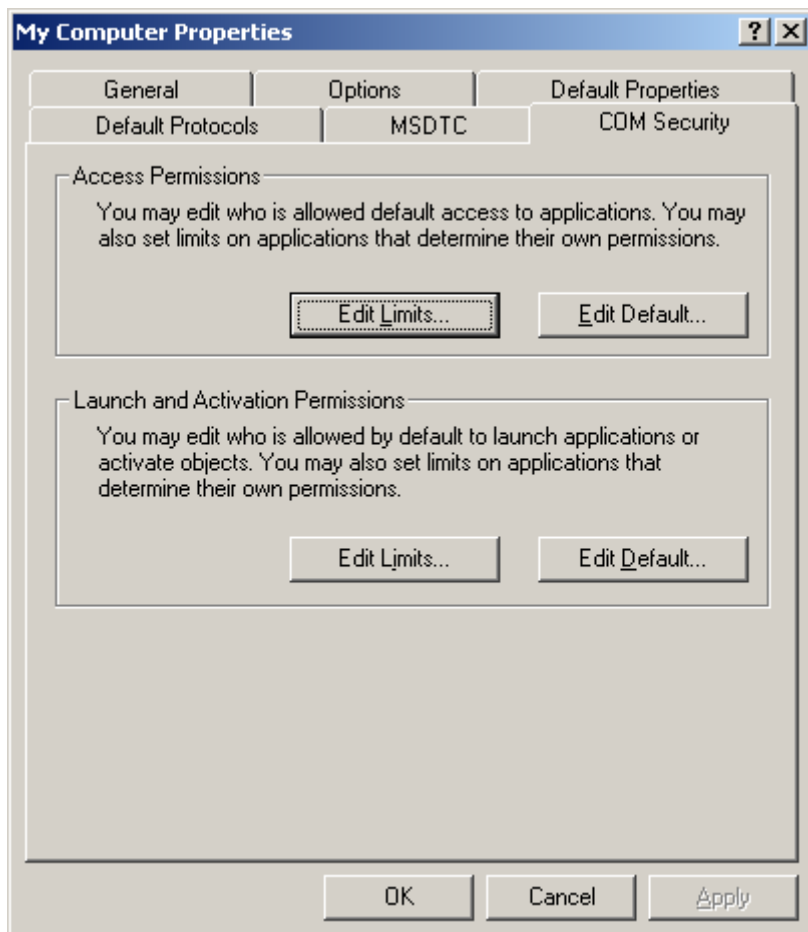 My Computer Properties
? X
General Options Default Properties
Default Protocols MSDTC COM Security
Access Permissions
You may edit who is allowed default access to applications. You may
also set limits on applications that determine their own permissions.
Edit Limits... Edit Default...
Launch and Activation Permissions
You may edit who is allowed by default to launch applications or
activate objects. You may also set limits on applications that
determine their own permissions.
Edit Limits... Edit Default...
OK Cancel Apply